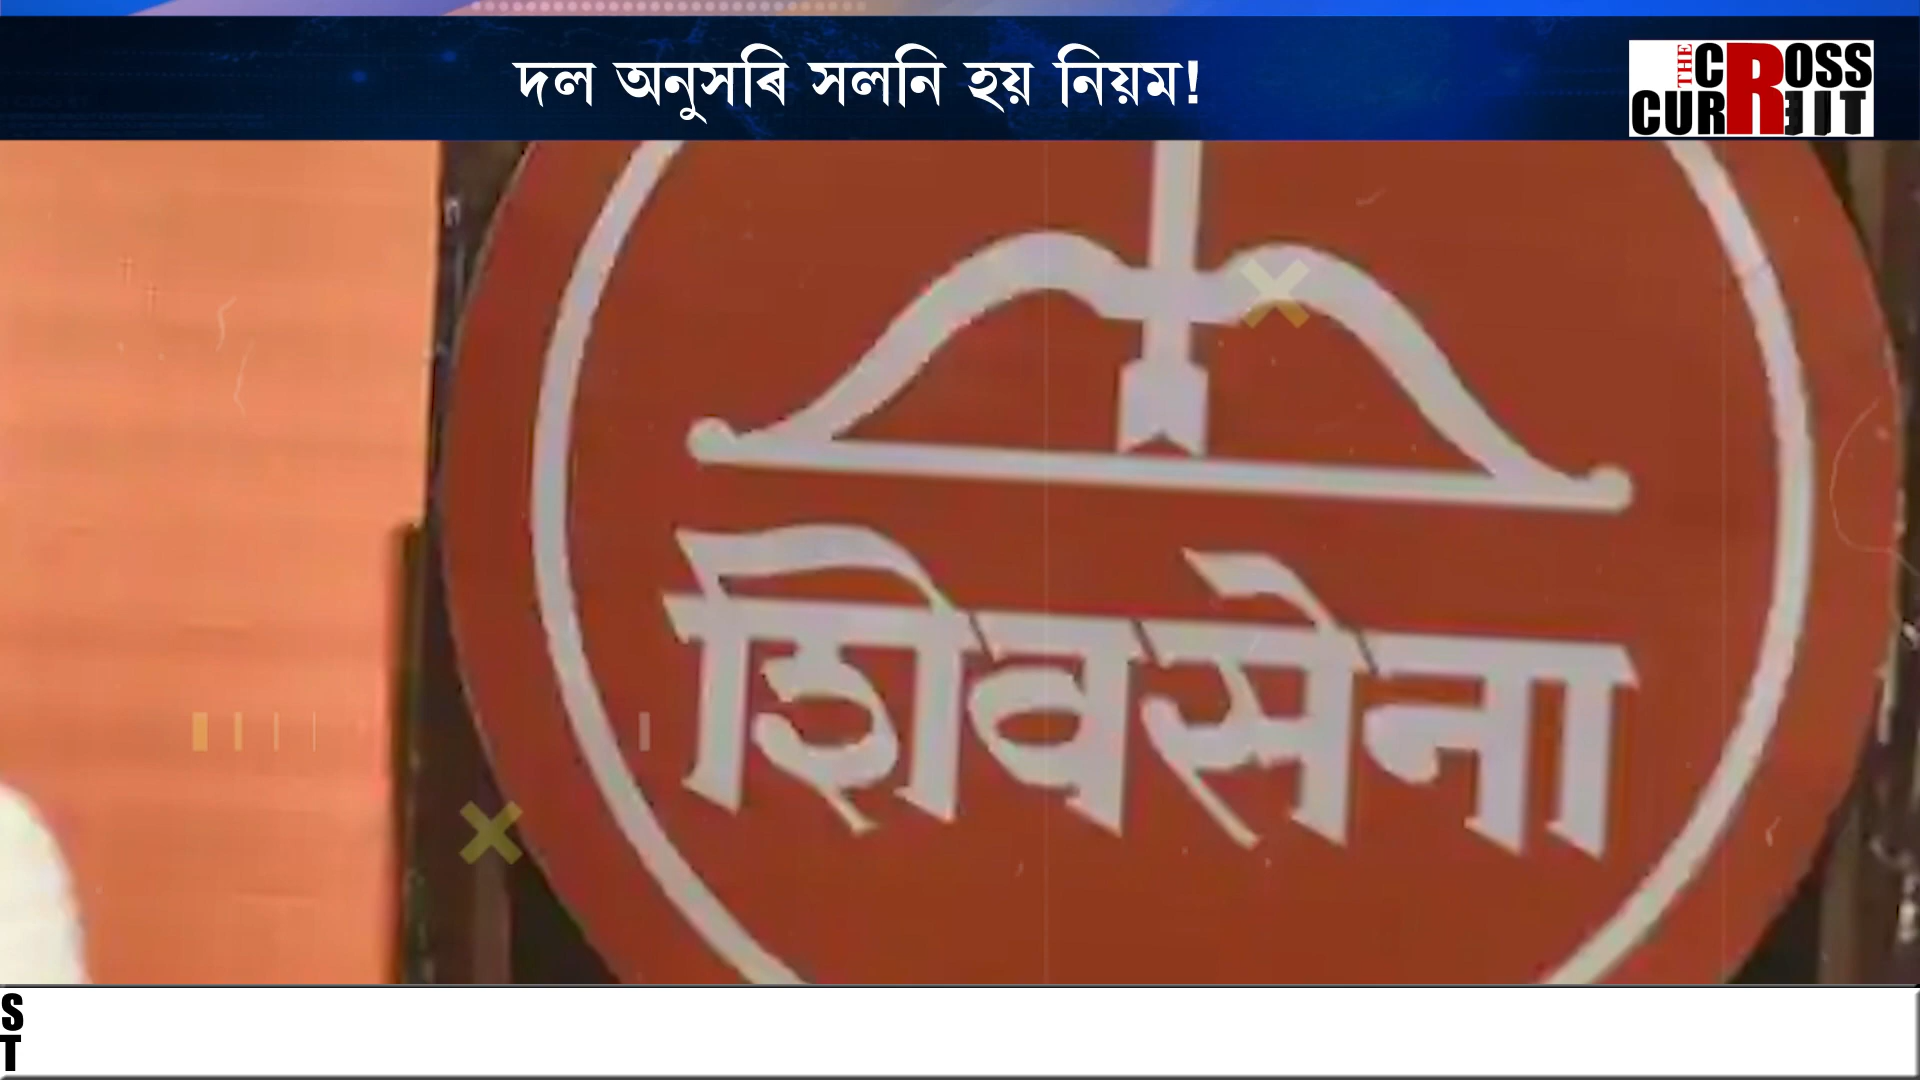 দল অনুসৰি সলনি হয় নিয়ম!
THE CROSS
CURRENT
शिवसेना
S
T